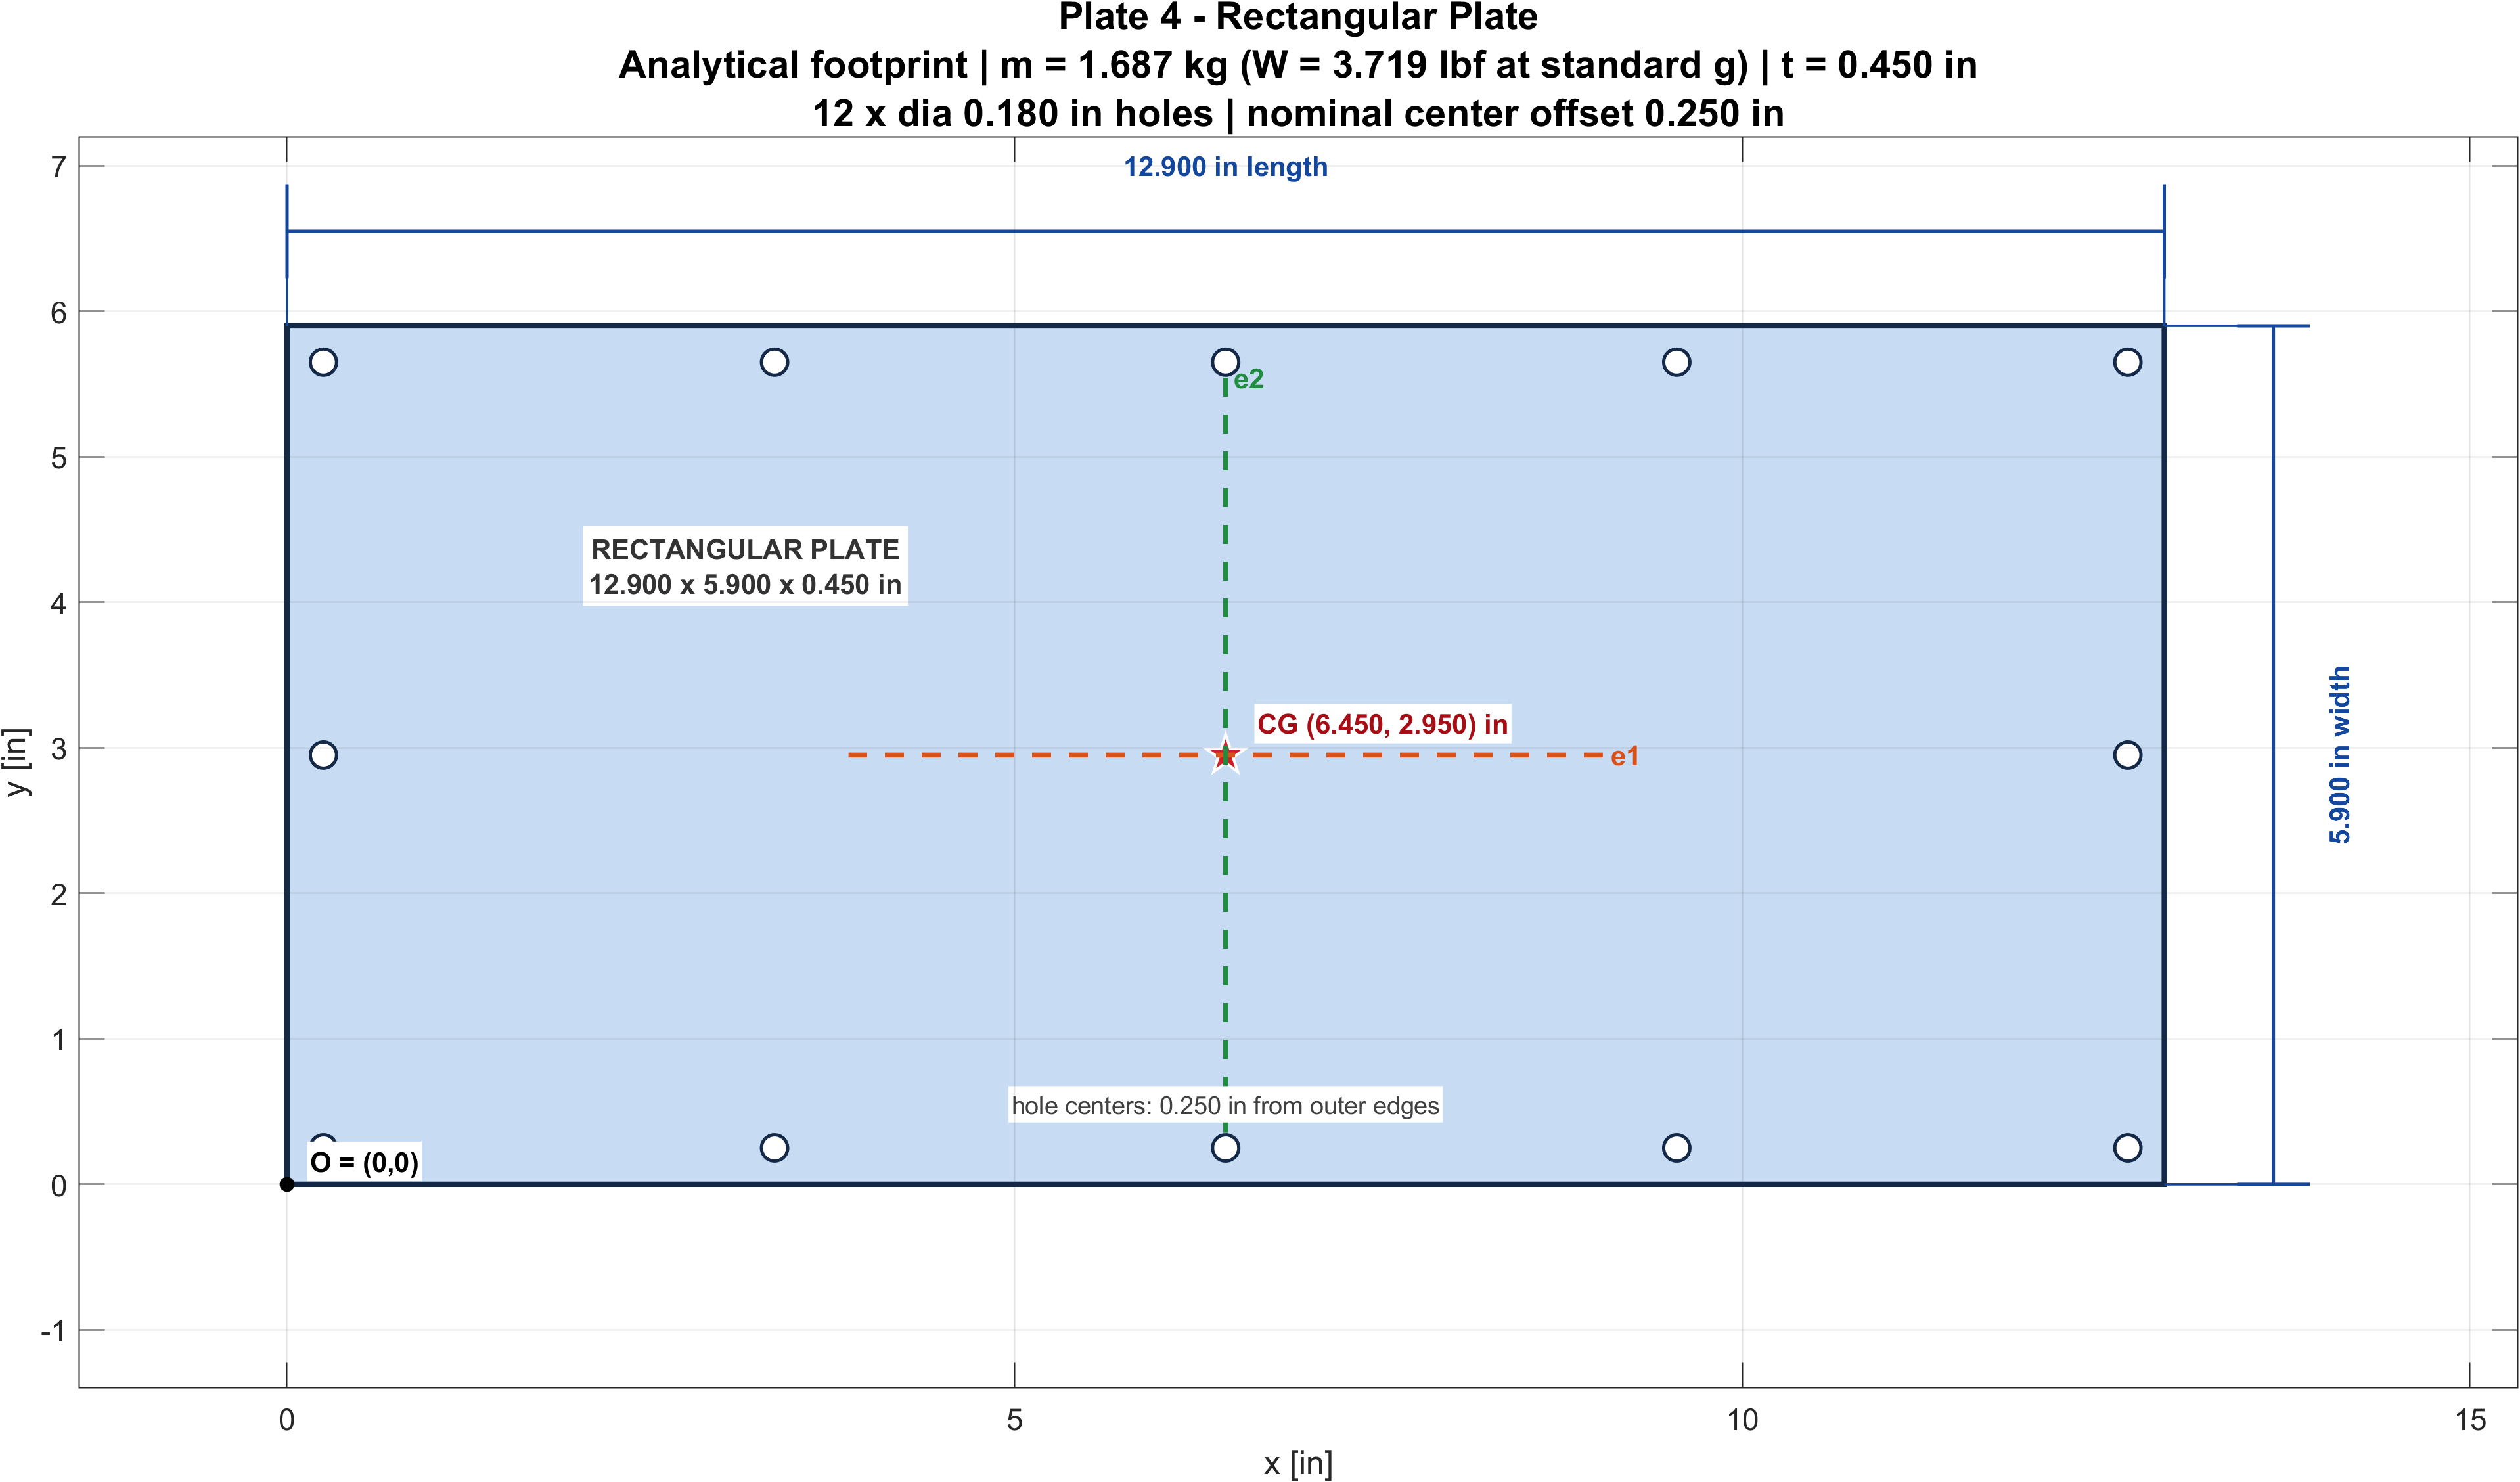 Plate 4 - Rectangular Plate
Analytical footprint | m = 1.687 kg (W = 3.719 lbf at standard g) | t = 0.450 in
12 x dia 0.180 in holes | nominal center offset 0.250 in
7
12.900 in length
6
e2
5
RECTANGULAR PLATE
12.900 x 5.900 x 0.450 in
4
CG (6.450, 2.950) in
3
e1
5.900 in width
y [in]
2
1
hole centers: 0.250 in from outer edges
O = (0,0)
0
-1
0
5
10
15
x [in]